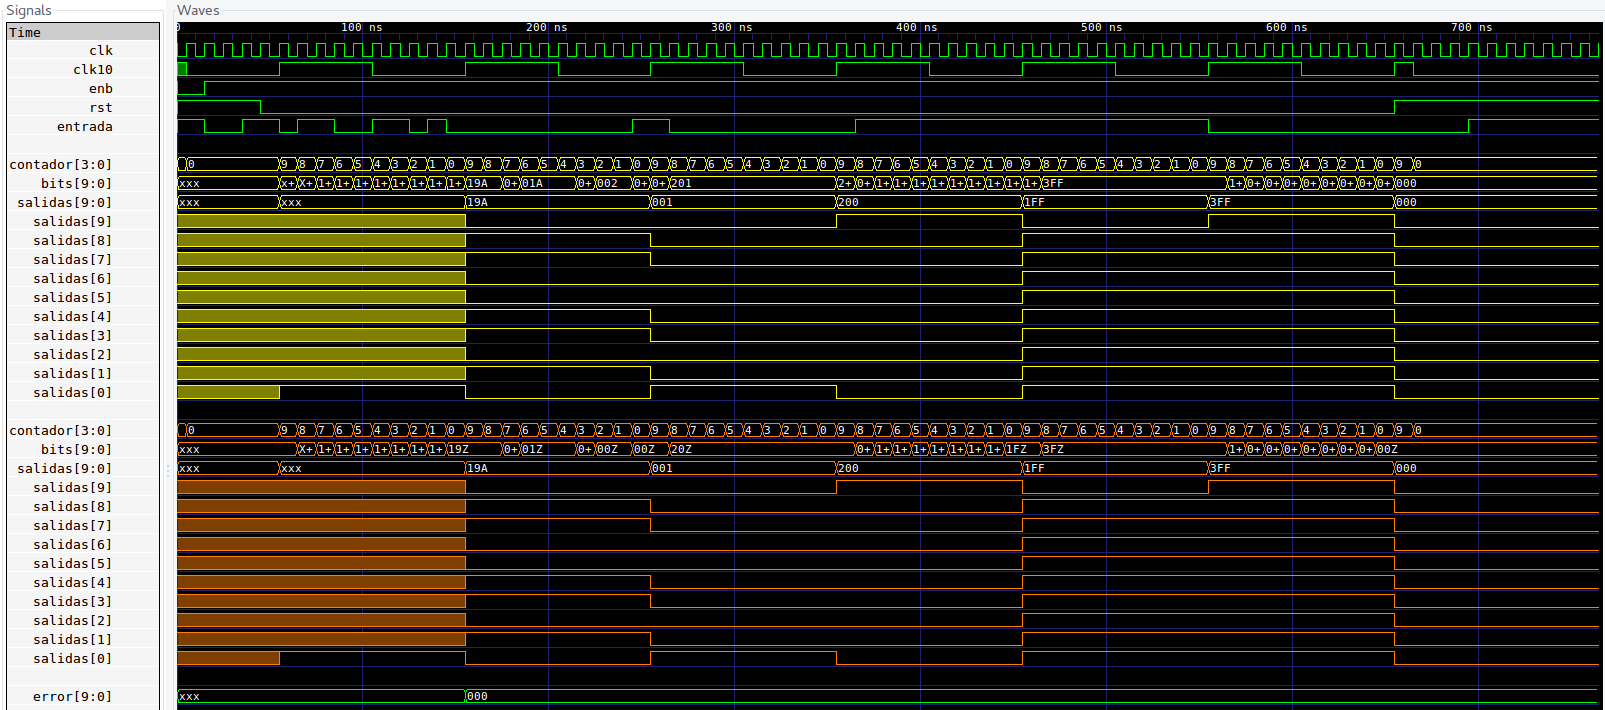 Signals
Waves
Time
0 100 ns 200 ns 300 ns 400 ns 500 ns 600 ns 700 ns
clk
clk10
enb
rst
entrada
contador[3:0] 0 9 8 7 6 5 4 3 2 1 0 9 8 7 6 5 4 3 2 1 0 9 8 7 6 5 4 3 2 1 0 9 8 7 6 5 4 3 2 1 0 9 8 7 6 5 4 3 2 1 0 9 8 7 6 5 4 3 2 1 0 9 0
bits[9:0] xxx x+ X+ 1+ 1+ 1+ 1+ 1+ 1+ 1+ 1+ 19A 0+ 01A 0+ 002 0+ 0+ 201 2+ 0+ 1+ 1+ 1+ 1+ 1+ 1+ 1+ 1+ 1+ 3FF 1+ 0+ 0+ 0+ 0+ 0+ 0+ 0+ 0+ 000
salidas[9:0] xxx xxx 19A 001 200 1FF 3FF 000
salidas[9]
salidas[8]
salidas[7]
salidas[6]
salidas[5]
salidas[4]
salidas[3]
salidas[2]
salidas[1]
salidas[0]
contador[3:0] 0 9 8 7 6 5 4 3 2 1 0 9 8 7 6 5 4 3 2 1 0 9 8 7 6 5 4 3 2 1 0 9 8 7 6 5 4 3 2 1 0 9 8 7 6 5 4 3 2 1 0 9 8 7 6 5 4 3 2 1 0 9 0
bits[9:0] xxx X+ 1+ 1+ 1+ 1+ 1+ 1+ 1+ 19Z 0+ 01Z 0+ 00Z 00Z 20Z 0+ 1+ 1+ 1+ 1+ 1+ 1+ 1+ 1FZ 3FZ 1+ 0+ 0+ 0+ 0+ 0+ 0+ 0+ 00Z
salidas[9:0] xxx xxx 19A 001 200 1FF 3FF 000
salidas[9]
salidas[8]
salidas[7]
salidas[6]
salidas[5]
salidas[4]
salidas[3]
salidas[2]
salidas[1]
salidas[0]
error[9:0] xxx 000